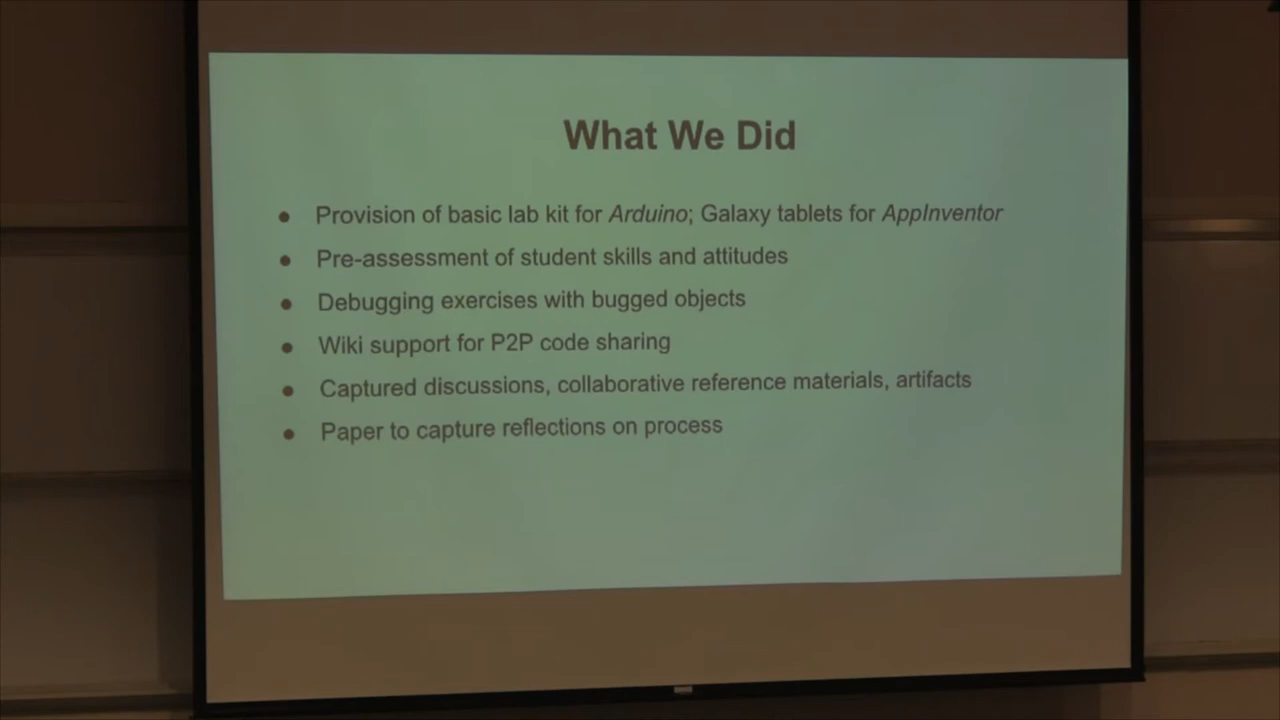 What We Did
● Provision of basic lab kit for Arduino; Galaxy tablets for AppInventor
● Pre-assessment of student skills and attitudes
● Debugging exercises with bugged objects
● Wiki support for P2P code sharing
● Captured discussions, collaborative reference materials, artifacts
● Paper to capture reflections on process